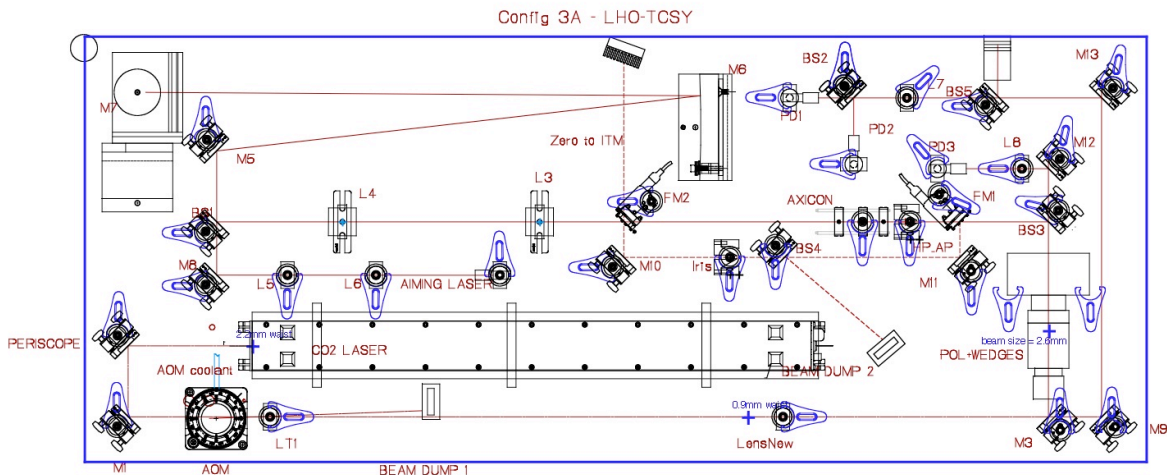 Config 3A - LHO-TCSY
M6
BS2
M13
L7
BS5
M7
PD1
Zero to ITM
PD2
M5
PD3
L8
M12
L4
L3
FM2
AXICON
FM1
BS1
HP_AP
BS3
BS4
M8
M10
Iris
M11
L5
L6
AIMING LASER
PERISCOPE
2.2mm waist
CO2 LASER
beam size = 2.6mm
POL+WEDGES
AOM coolant
BEAM DUMP 2
0.9mm waist
LT1
LensNew
M3
M9
M1
AOM
BEAM DUMP 1